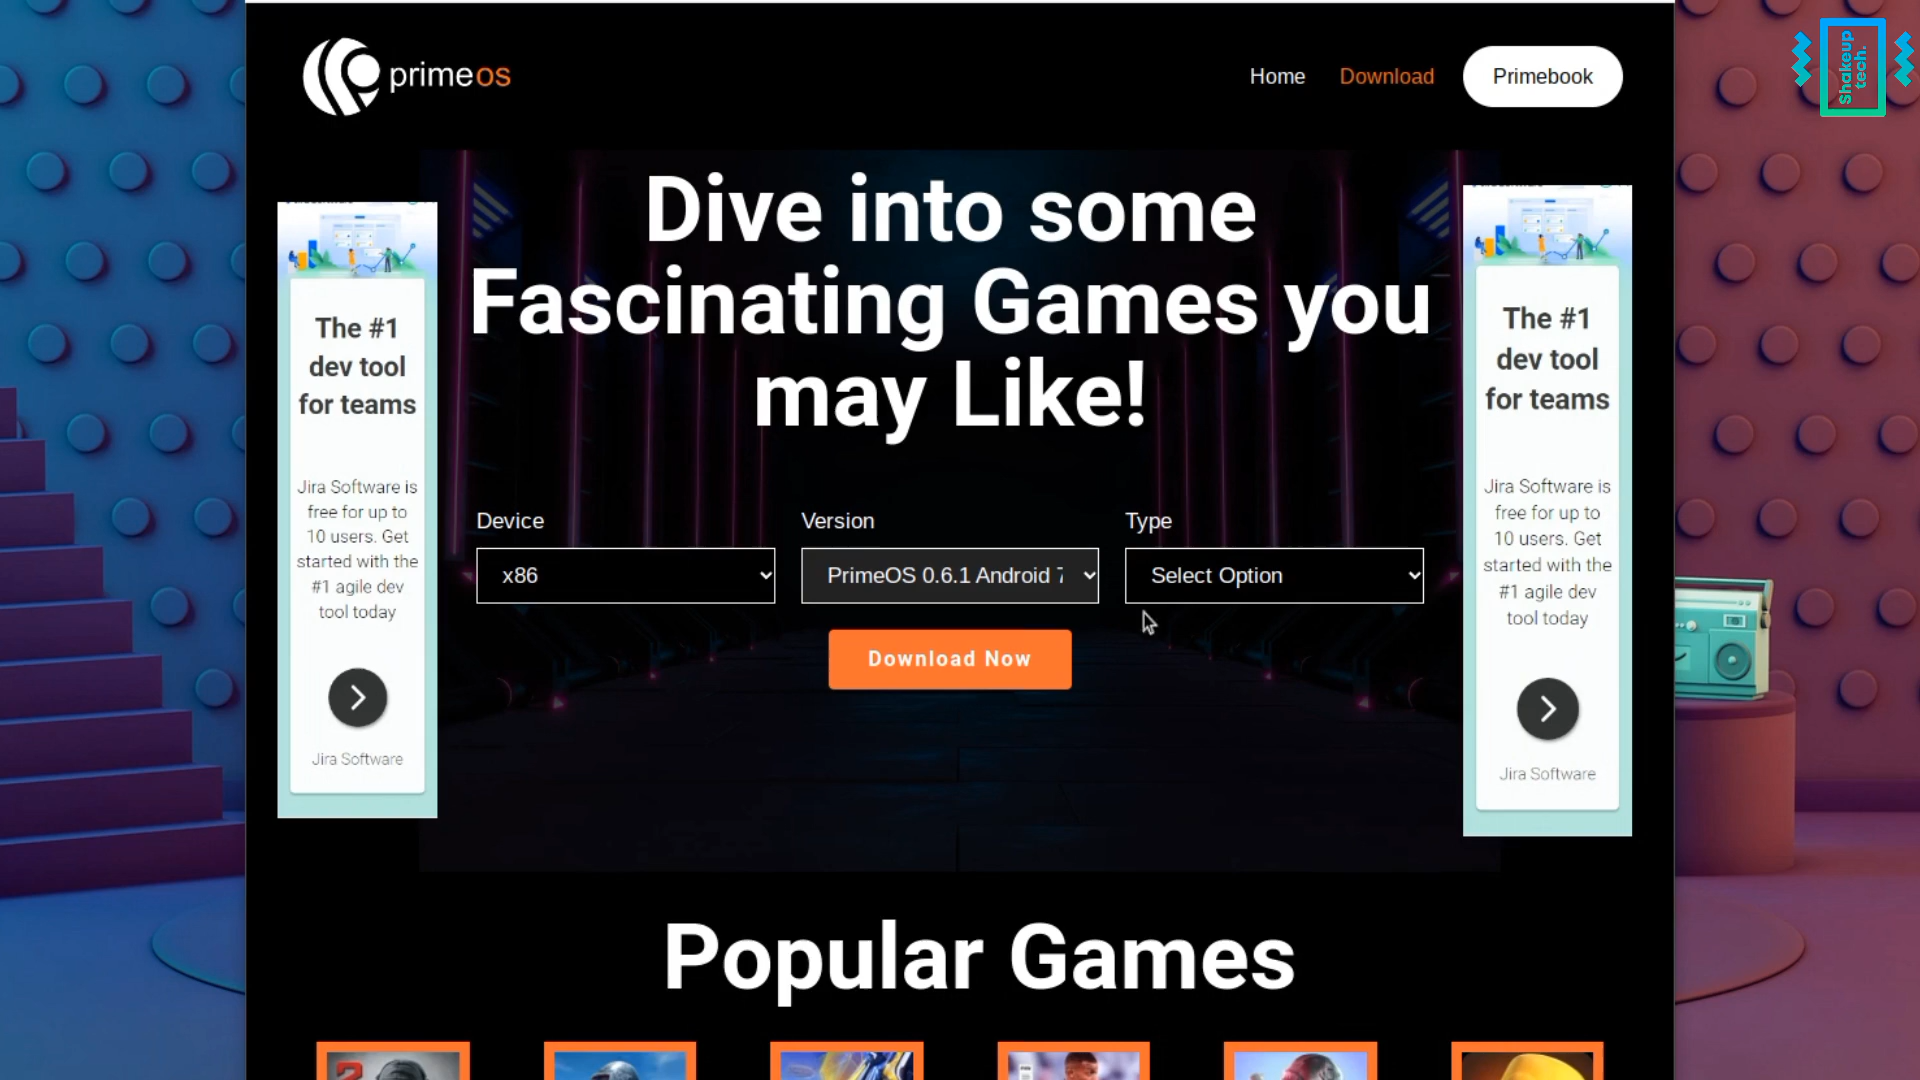 primeos
Home
Download
Primebook
Shakeup
tech.
Dive into some
Fascinating Games you
may Like!
The #1
dev tool
for teams
Jira Software is
free for up to
10 users. Get
started with the
#1 agile dev
tool today
Jira Software
Device
x86
Version
PrimeOS 0.6.1 Android 7
Type
Select Option
Download Now
The #1
dev tool
for teams
Jira Software is
free for up to
10 users. Get
started with the
#1 agile dev
tool today
Jira Software
Popular Games
2